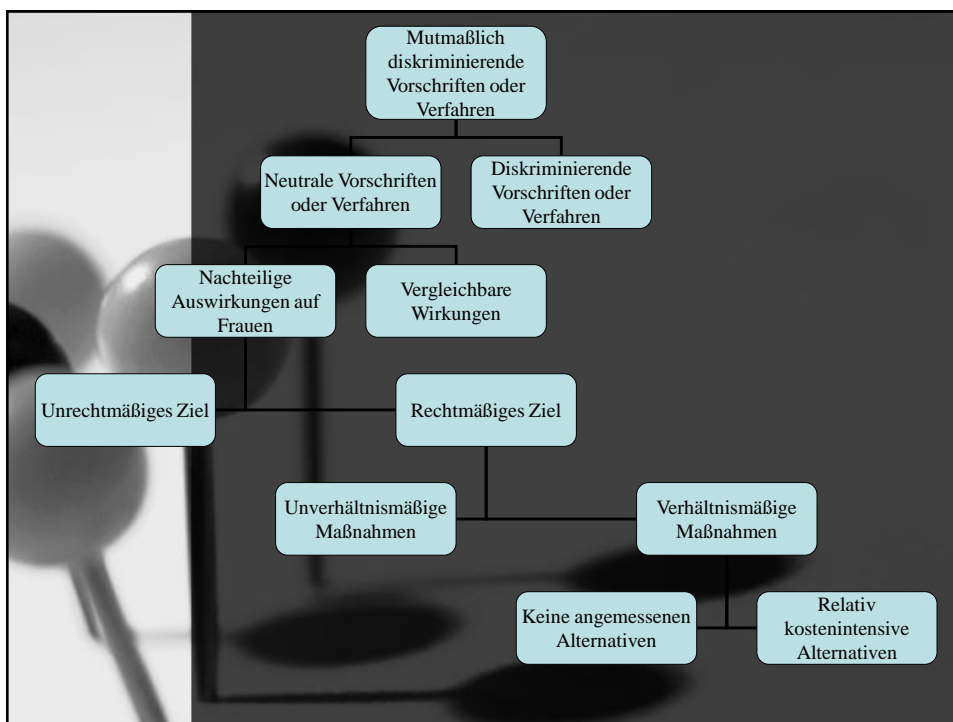 Mutmaßlich
diskriminierende
Vorschriften oder
Verfahren
Neutrale Vorschriften
oder Verfahren
Diskriminierende
Vorschriften oder
Verfahren
Nachteilige
Auswirkungen auf
Frauen
Vergleichbare
Wirkungen
Unrechtmäßiges Ziel
Rechtmäßiges Ziel
Unverhältnismäßige
Maßnahmen
Verhältnismäßige
Maßnahmen
Keine angemessenen
Alternativen
Relativ
kostenintensive
Alternativen